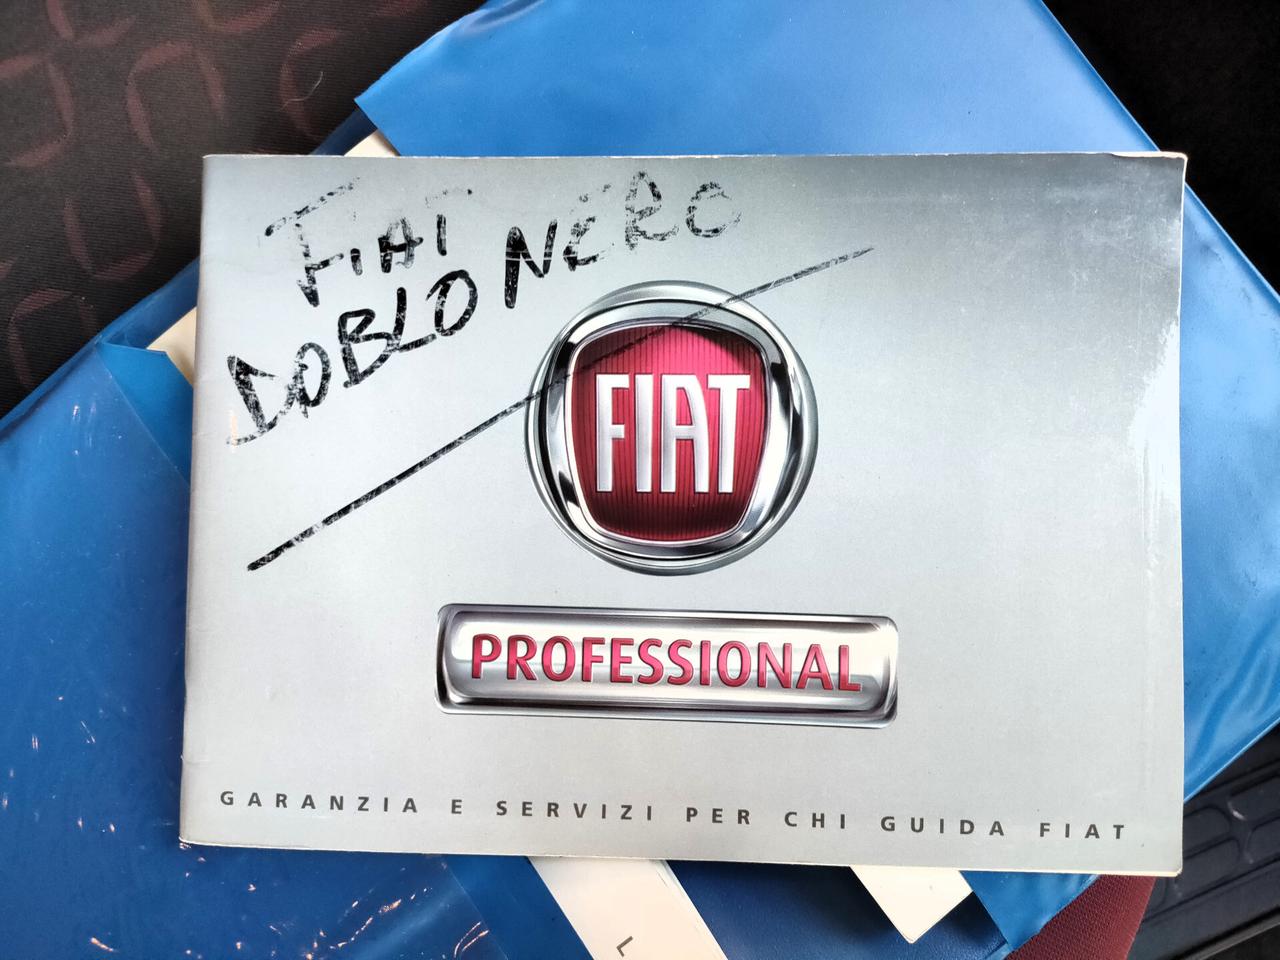 FIAT
DOBLO NERO
FIAT
PROFESSIONAL
GARANZIA E SERVIZI PER CHI GUIDA FIAT
L